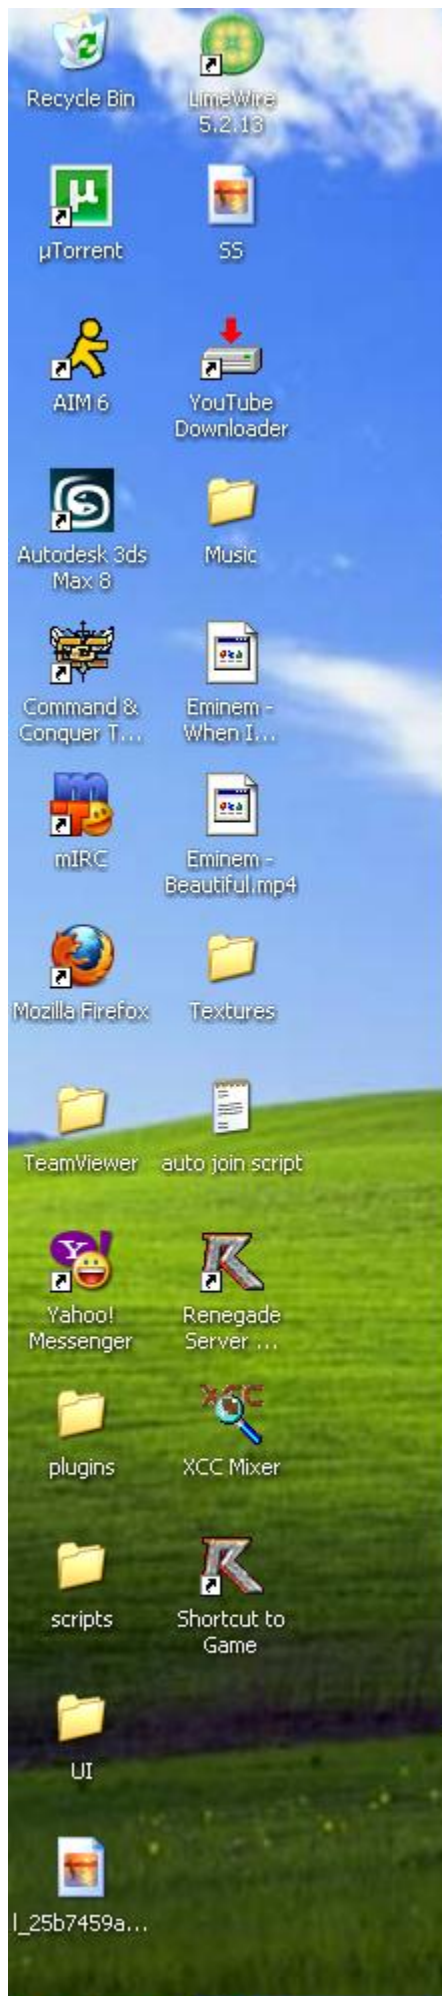 Recycle Bin
LimeWire
5.2.13
µTorrent
SS
AIM 6
YouTube
Downloader
Autodesk 3ds
Max 8
Music
Command &
Conquer T...
Eminem -
When I...
mIRC
Eminem -
Beautiful.mp4
Mozilla Firefox
Textures
TeamViewer
auto join script
Yahoo!
Messenger
Renegade
Server ...
plugins
XCC
XCC Mixer
scripts
Shortcut to
Game
UI
l_25b7459a...